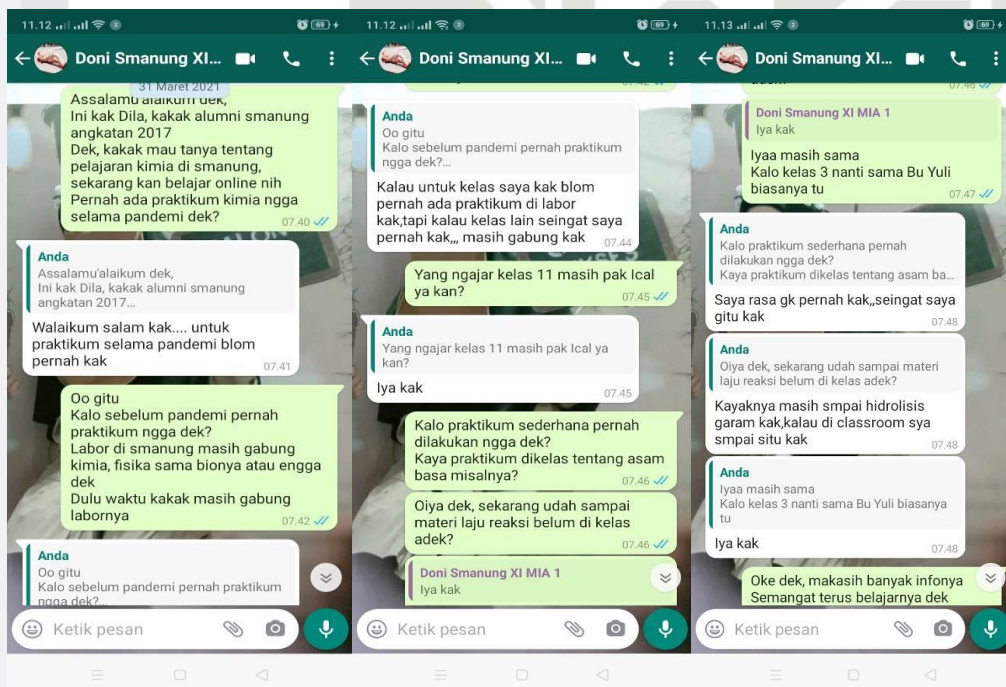 11.12
69
Doni Smanung XI...
31 Maret 2021
Assalamu'alaikum dek,
Ini kak Dila, kakak alumni smanung
angkatan 2017
Dek, kakak mau tanya tentang
pelajaran kimia di smanung,
sekarang kan belajar online nih
Pernah ada praktikum kimia ngga
selama pandemi dek?
07.40
Anda
Assalamu'alaikum dek,
Ini kak Dila, kakak alumni smanung
angkatan 2017...
Walaikum salam kak.... untuk
praktikum selama pandemi blom
pernah kak
07.41
Oo gitu
Kalo sebelum pandemi pernah
praktikum ngga dek?
Labor di smanung masih gabung
kimia, fisika sama bionya atau engga
dek
Dulu waktu kakak masih gabung
labornya
07.42
Anda
Oo gitu
Kalo sebelum pandemi pernah praktikum
ngga dek?...
Ketik pesan
11.12
69
Doni Smanung XI...
07.42
Anda
Oo gitu
Kalo sebelum pandemi pernah praktikum
ngga dek?...
Kalau untuk kelas saya kak blom
pernah ada praktikum di labor
kak,tapi kalau kelas lain seingat saya
pernah kak,,, masih gabung kak
07.44
Yang ngajar kelas 11 masih pak Ical
ya kan?
07.45
Anda
Yang ngajar kelas 11 masih pak Ical ya
kan?
Iya kak
07.45
Kalo praktikum sederhana pernah
dilakukan ngga dek?
Kaya praktikum dikelas tentang asam
basa misalnya?
07.46
Oiya dek, sekarang udah sampai
materi laju reaksi belum di kelas
adek?
07.46
Doni Smanung XI MIA 1
Iya kak
Ketik pesan
11.13
69
Doni Smanung XI...
07.46
Doni Smanung XI MIA 1
Iya kak
Iyaa masih sama
Kalo kelas 3 nanti sama Bu Yuli
biasanya tu
07.47
Anda
Kalo praktikum sederhana pernah
dilakukan ngga dek?
Kaya praktikum dikelas tentang asam ba...
Saya rasa gk pernah kak,,seingat saya
gitu kak
07.48
Anda
Oiya dek, sekarang udah sampai materi
laju reaksi belum di kelas adek?
Kayaknya masih smpai hidrolisis
garam kak,kalau di classroom sya
smpai situ kak
07.48
Anda
Iyaa masih sama
Kalo kelas 3 nanti sama Bu Yuli biasanya
tu
Iya kak
07.48
Oke dek, makasih banyak infonya
Semangat terus belajarnya dek
Ketik pesan